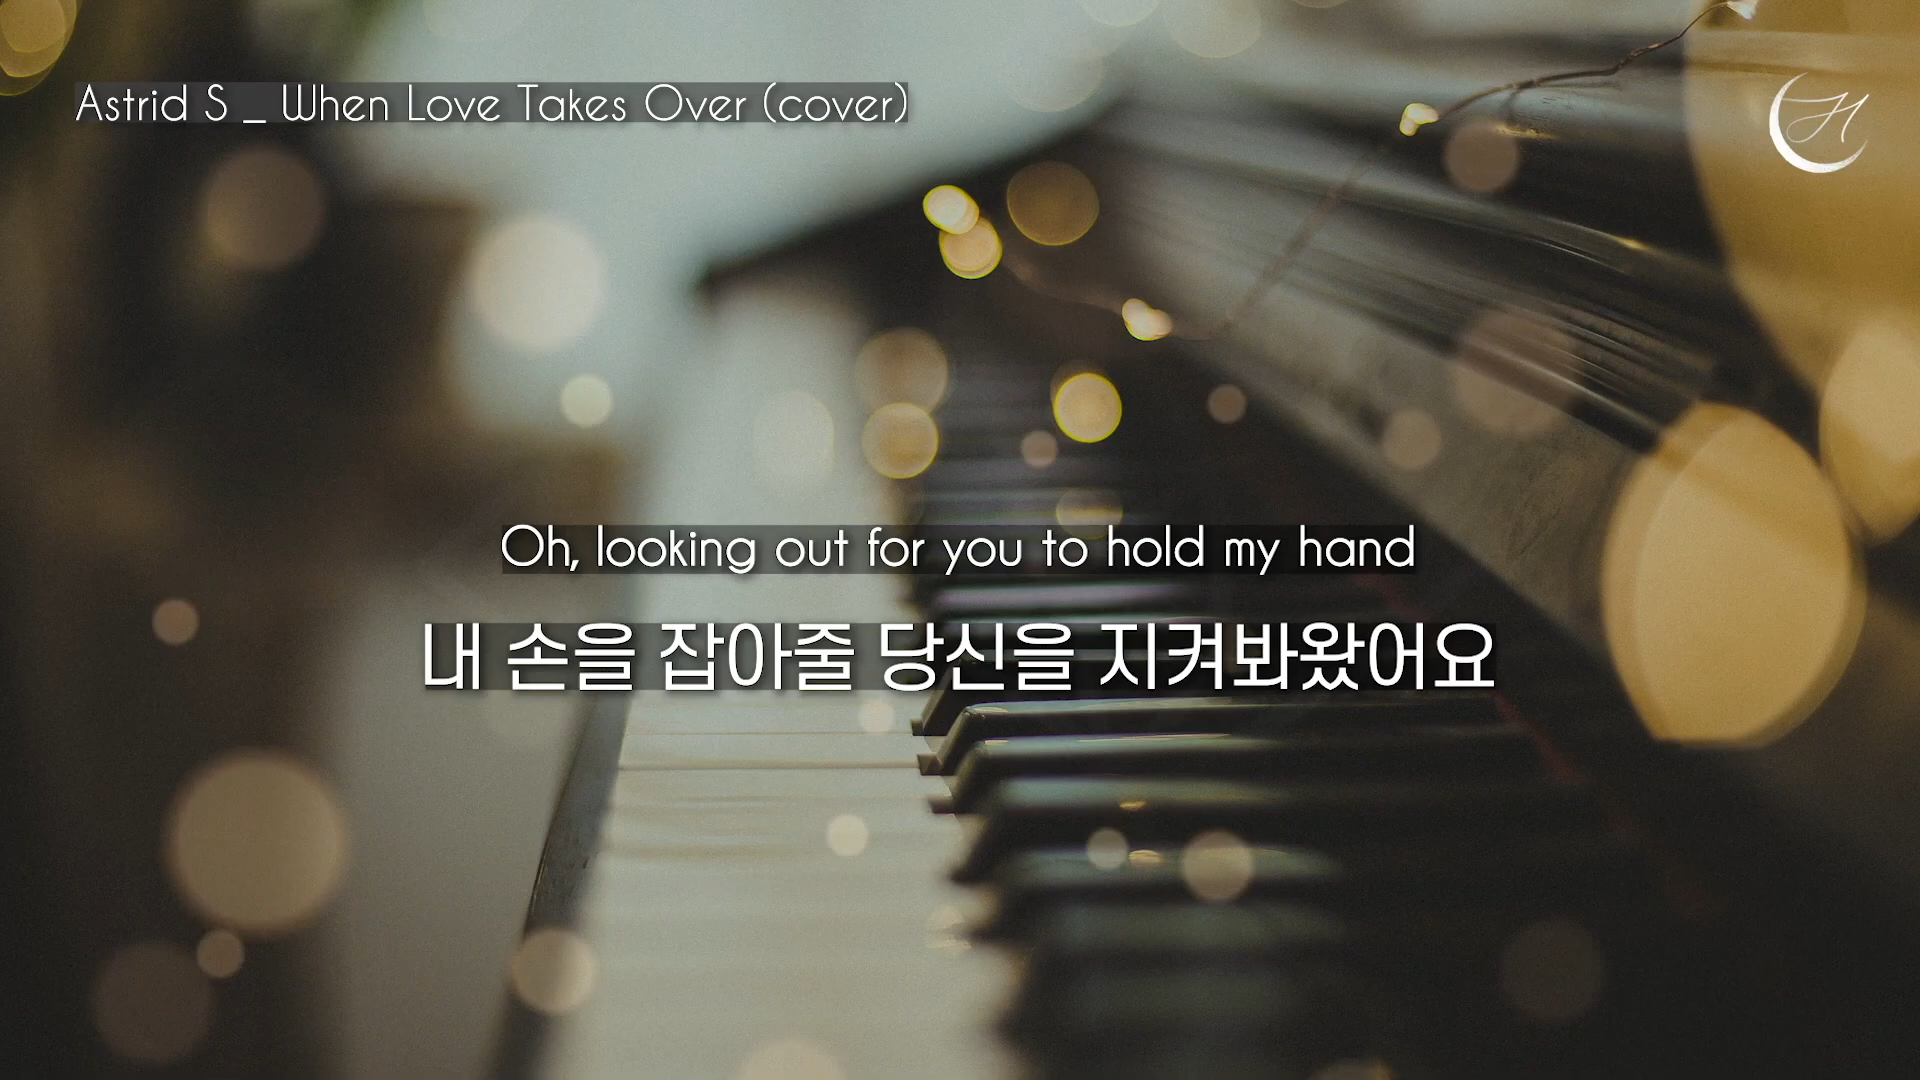 Astrid S _ When Love Takes Over (cover)
Oh, looking out for you to hold my hand
내 손을 잡아줄 당신을 지켜봐왔어요